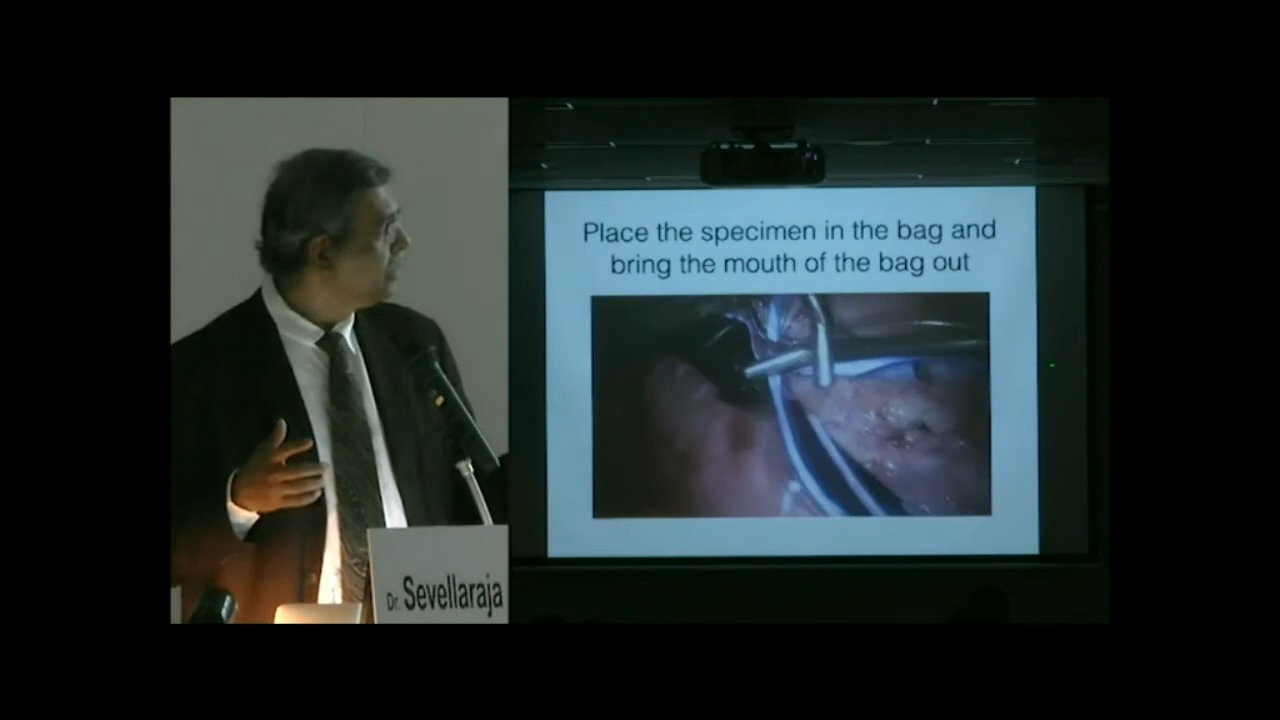 Place the specimen in the bag and
bring the mouth of the bag out
Dr. Sevellaraja